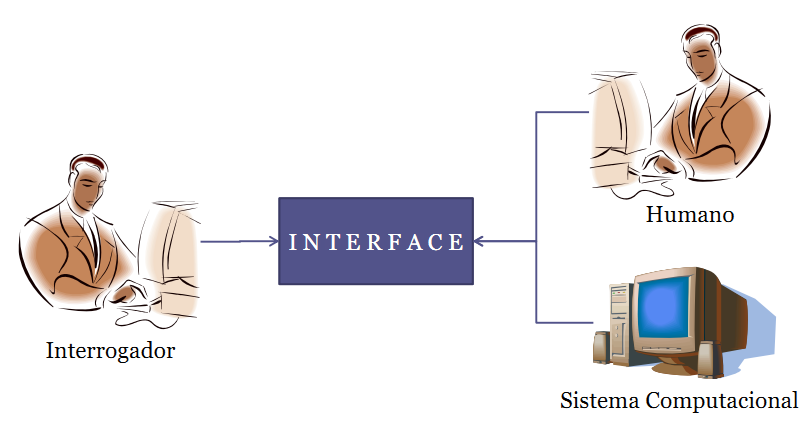 Humano
INTERFACE
Interrogador
Sistema Computacional